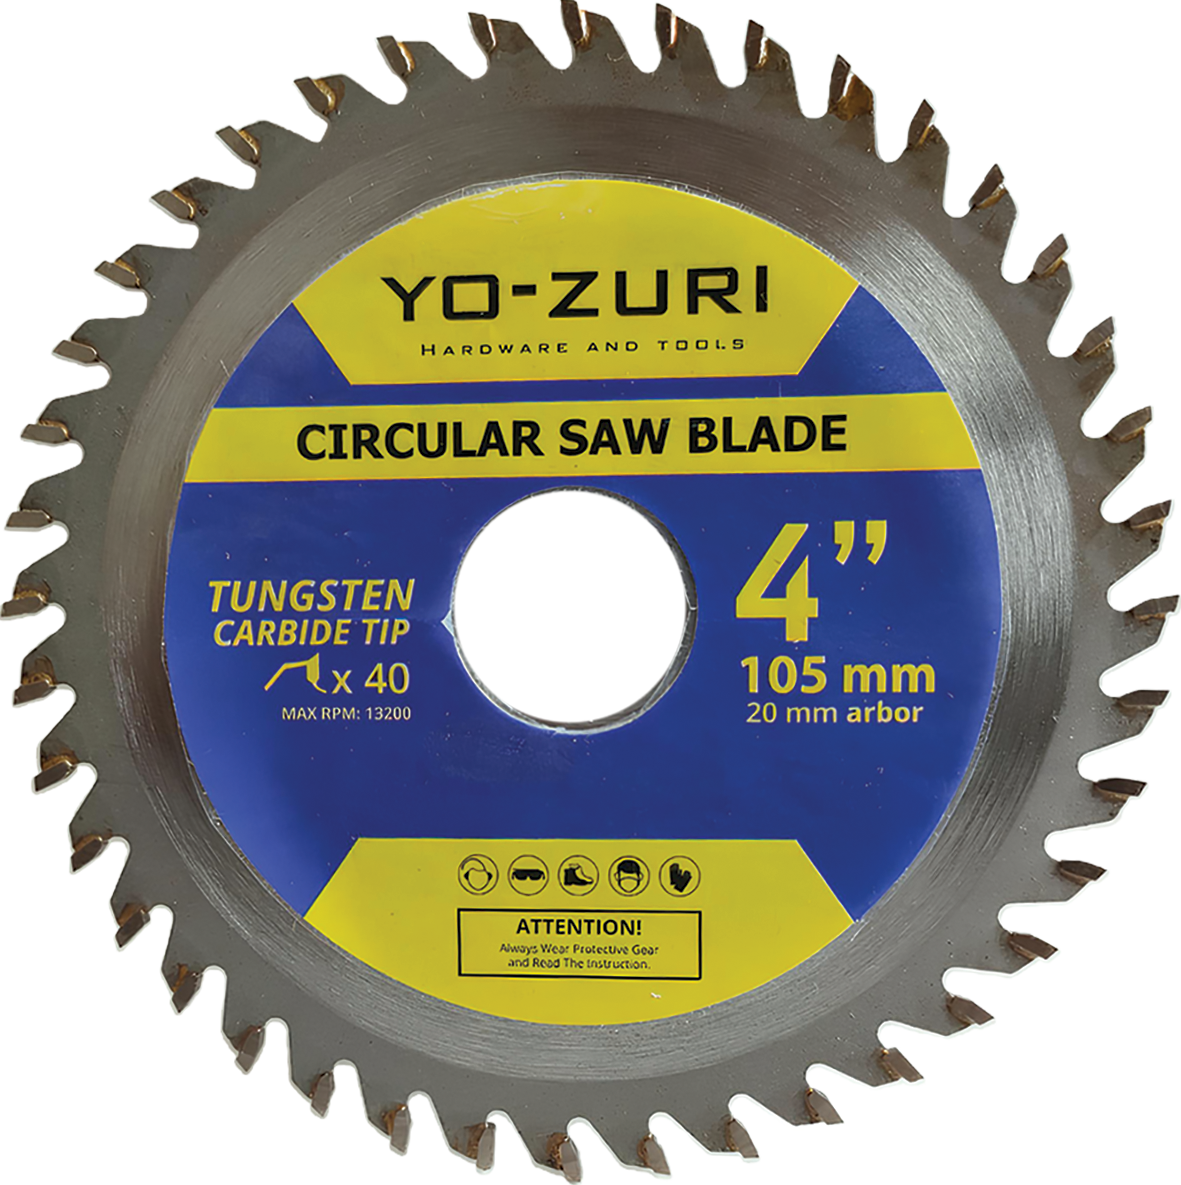 YO-ZURI
HARDWARE AND TOOLS
CIRCULAR SAW BLADE
TUNGSTEN
CARBIDE TIP
x 40
MAX RPM: 13200
4”
105 mm
20 mm arbor
ATTENTION!
Always Wear Protective Gear
and Read The Instruction.